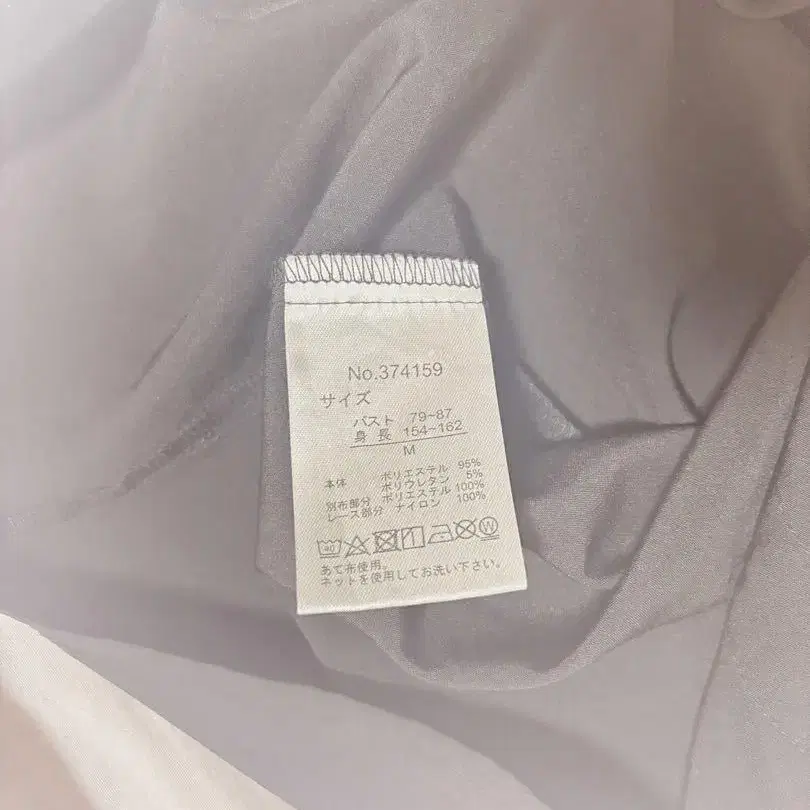 No.374159
サイズ
バスト 79-87
身長 154-162
M
本体 ポリエステル 95%
ポリウレタン 5%
別布部分 ポリエステル 100%
レース部分 ナイロン 100%
40 W
あて布使用。
ネットを使用してお洗い下さい。